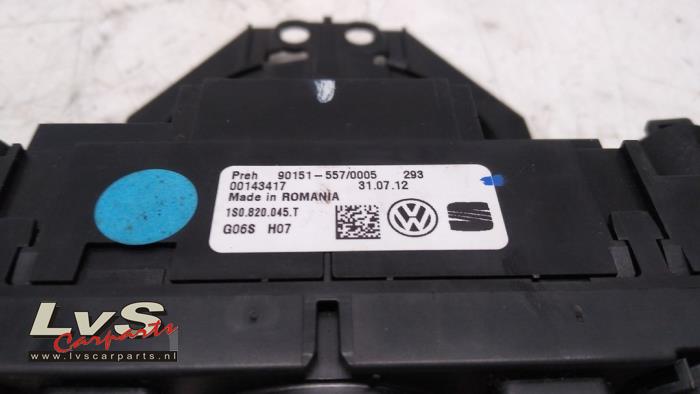 Preh 90151-557/0005 293
00143417 31.07.12
Made in ROMANIA
1S0.820.045.T
G06S H07
LvS
Carparts
www.lvscarparts.nl